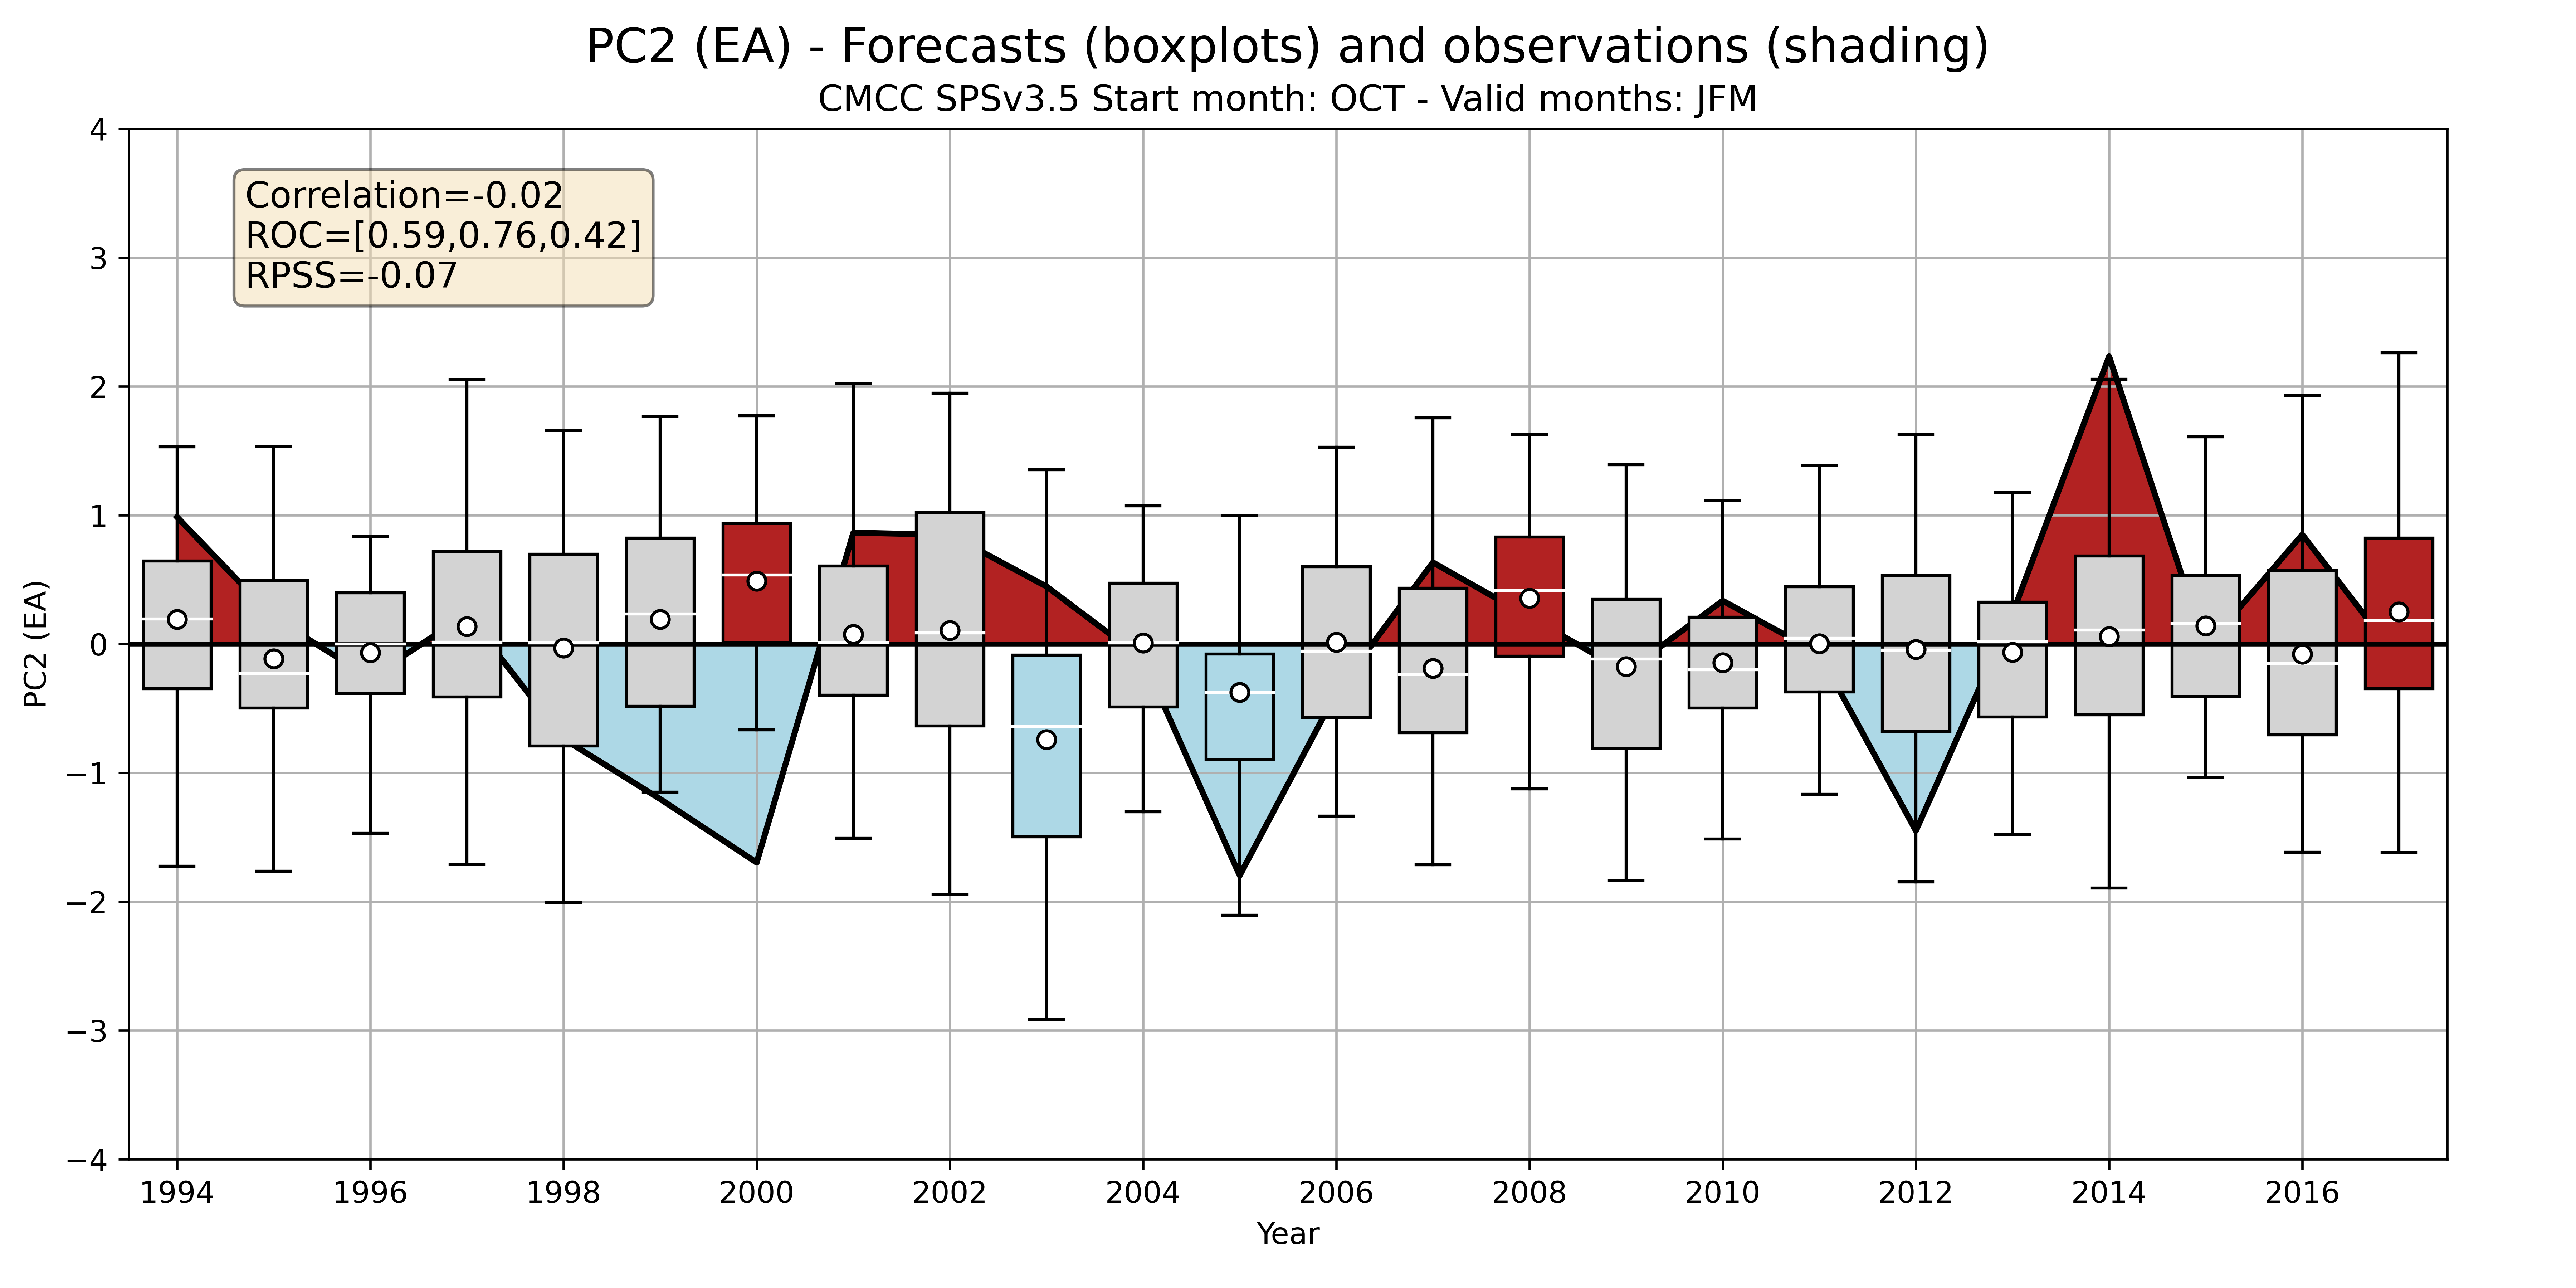 PC2 (EA) - Forecasts (boxplots) and observations (shading)
CMCC SPSv3.5 Start month: OCT - Valid months: JFM
Correlation=-0.02
ROC=[0.59,0.76,0.42]
RPSS=-0.07
PC2 (EA)
4
3
2
1
0
−1
−2
−3
−4
1994 1996 1998 2000 2002 2004 2006 2008 2010 2012 2014 2016
Year